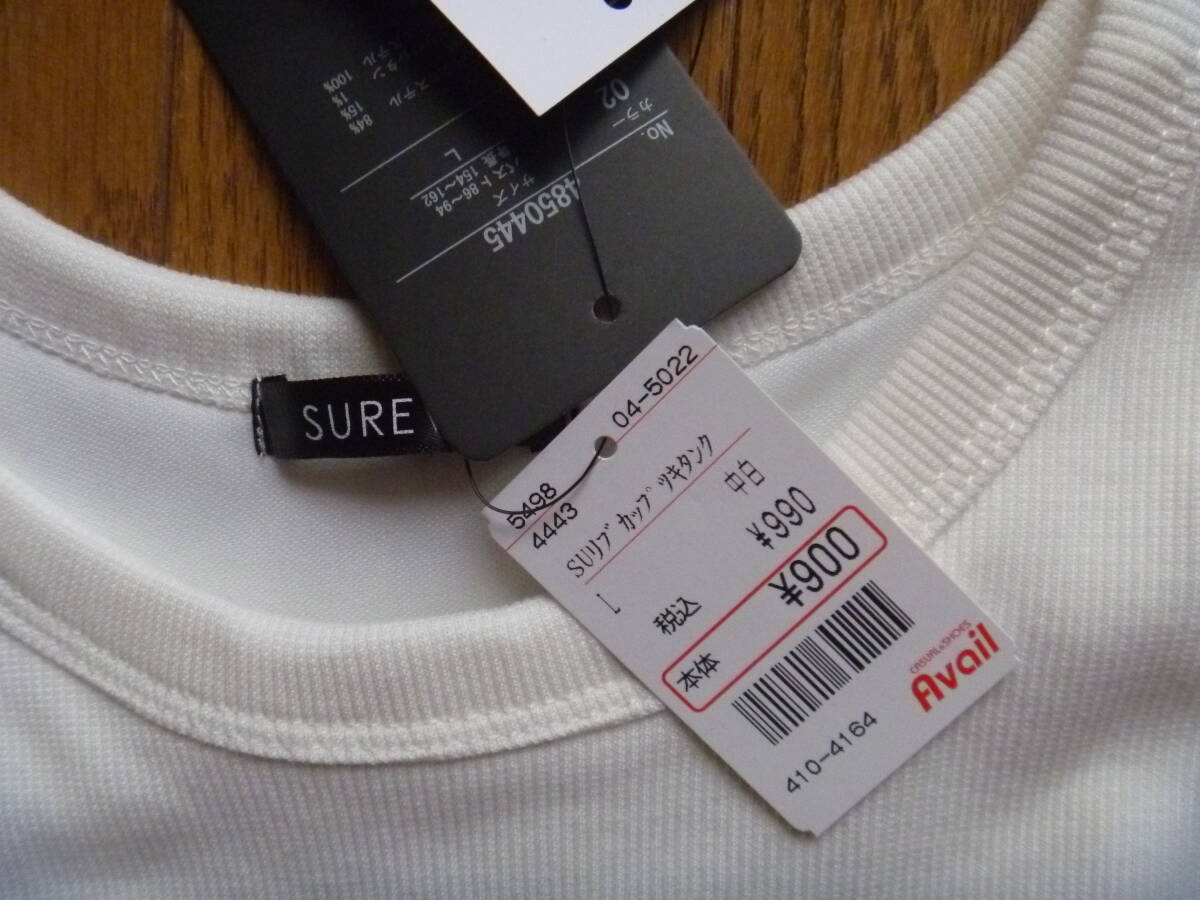 No. 4850445
カラー サイズ
02 バスト 86~94
身長 154~162
L
84%
15%
1%
100%
SURE
04-5022
5498
4443
SUリブ カップ ツキタンク
中白
L
¥990
税込
¥900
本体
410-4164
CASUAL&SHOES
Avail